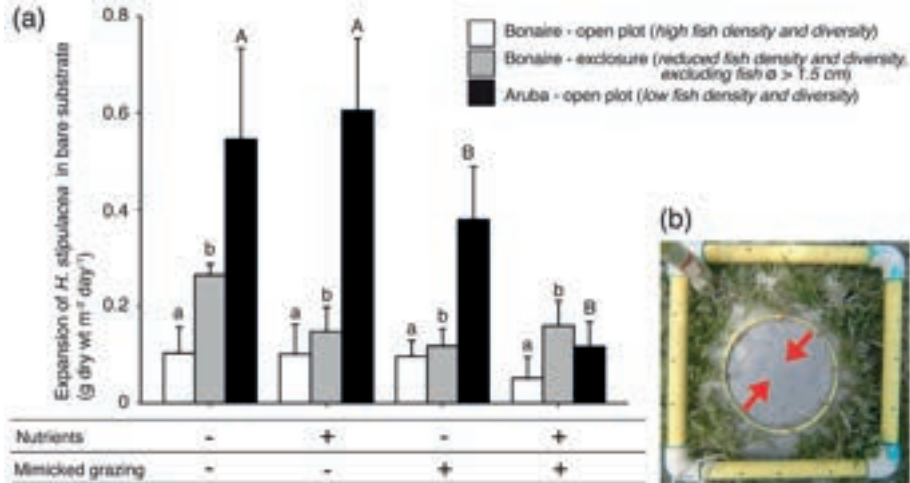 (a)
0.8
0.6
0.4
0.2
0
Expansion of H. stipulacea in bare substrate
(g dry wt m⁻² day⁻¹)
Bonaire - open plot (high fish density and diversity)
Bonaire - exclosure (reduced fish density and diversity,
excluding fish ø > 1.5 cm)
Aruba - open plot (low fish density and diversity)
a b A
a b A
a b B
a b B
Nutrients - + - +
Mimicked grazing - - + +
(b)